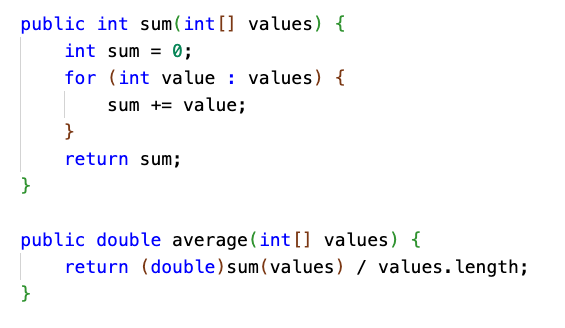 public int sum(int[] values) {
    int sum = 0;
    for (int value : values) {
        sum += value;
    }
    return sum;
}

public double average(int[] values) {
    return (double)sum(values) / values.length;
}